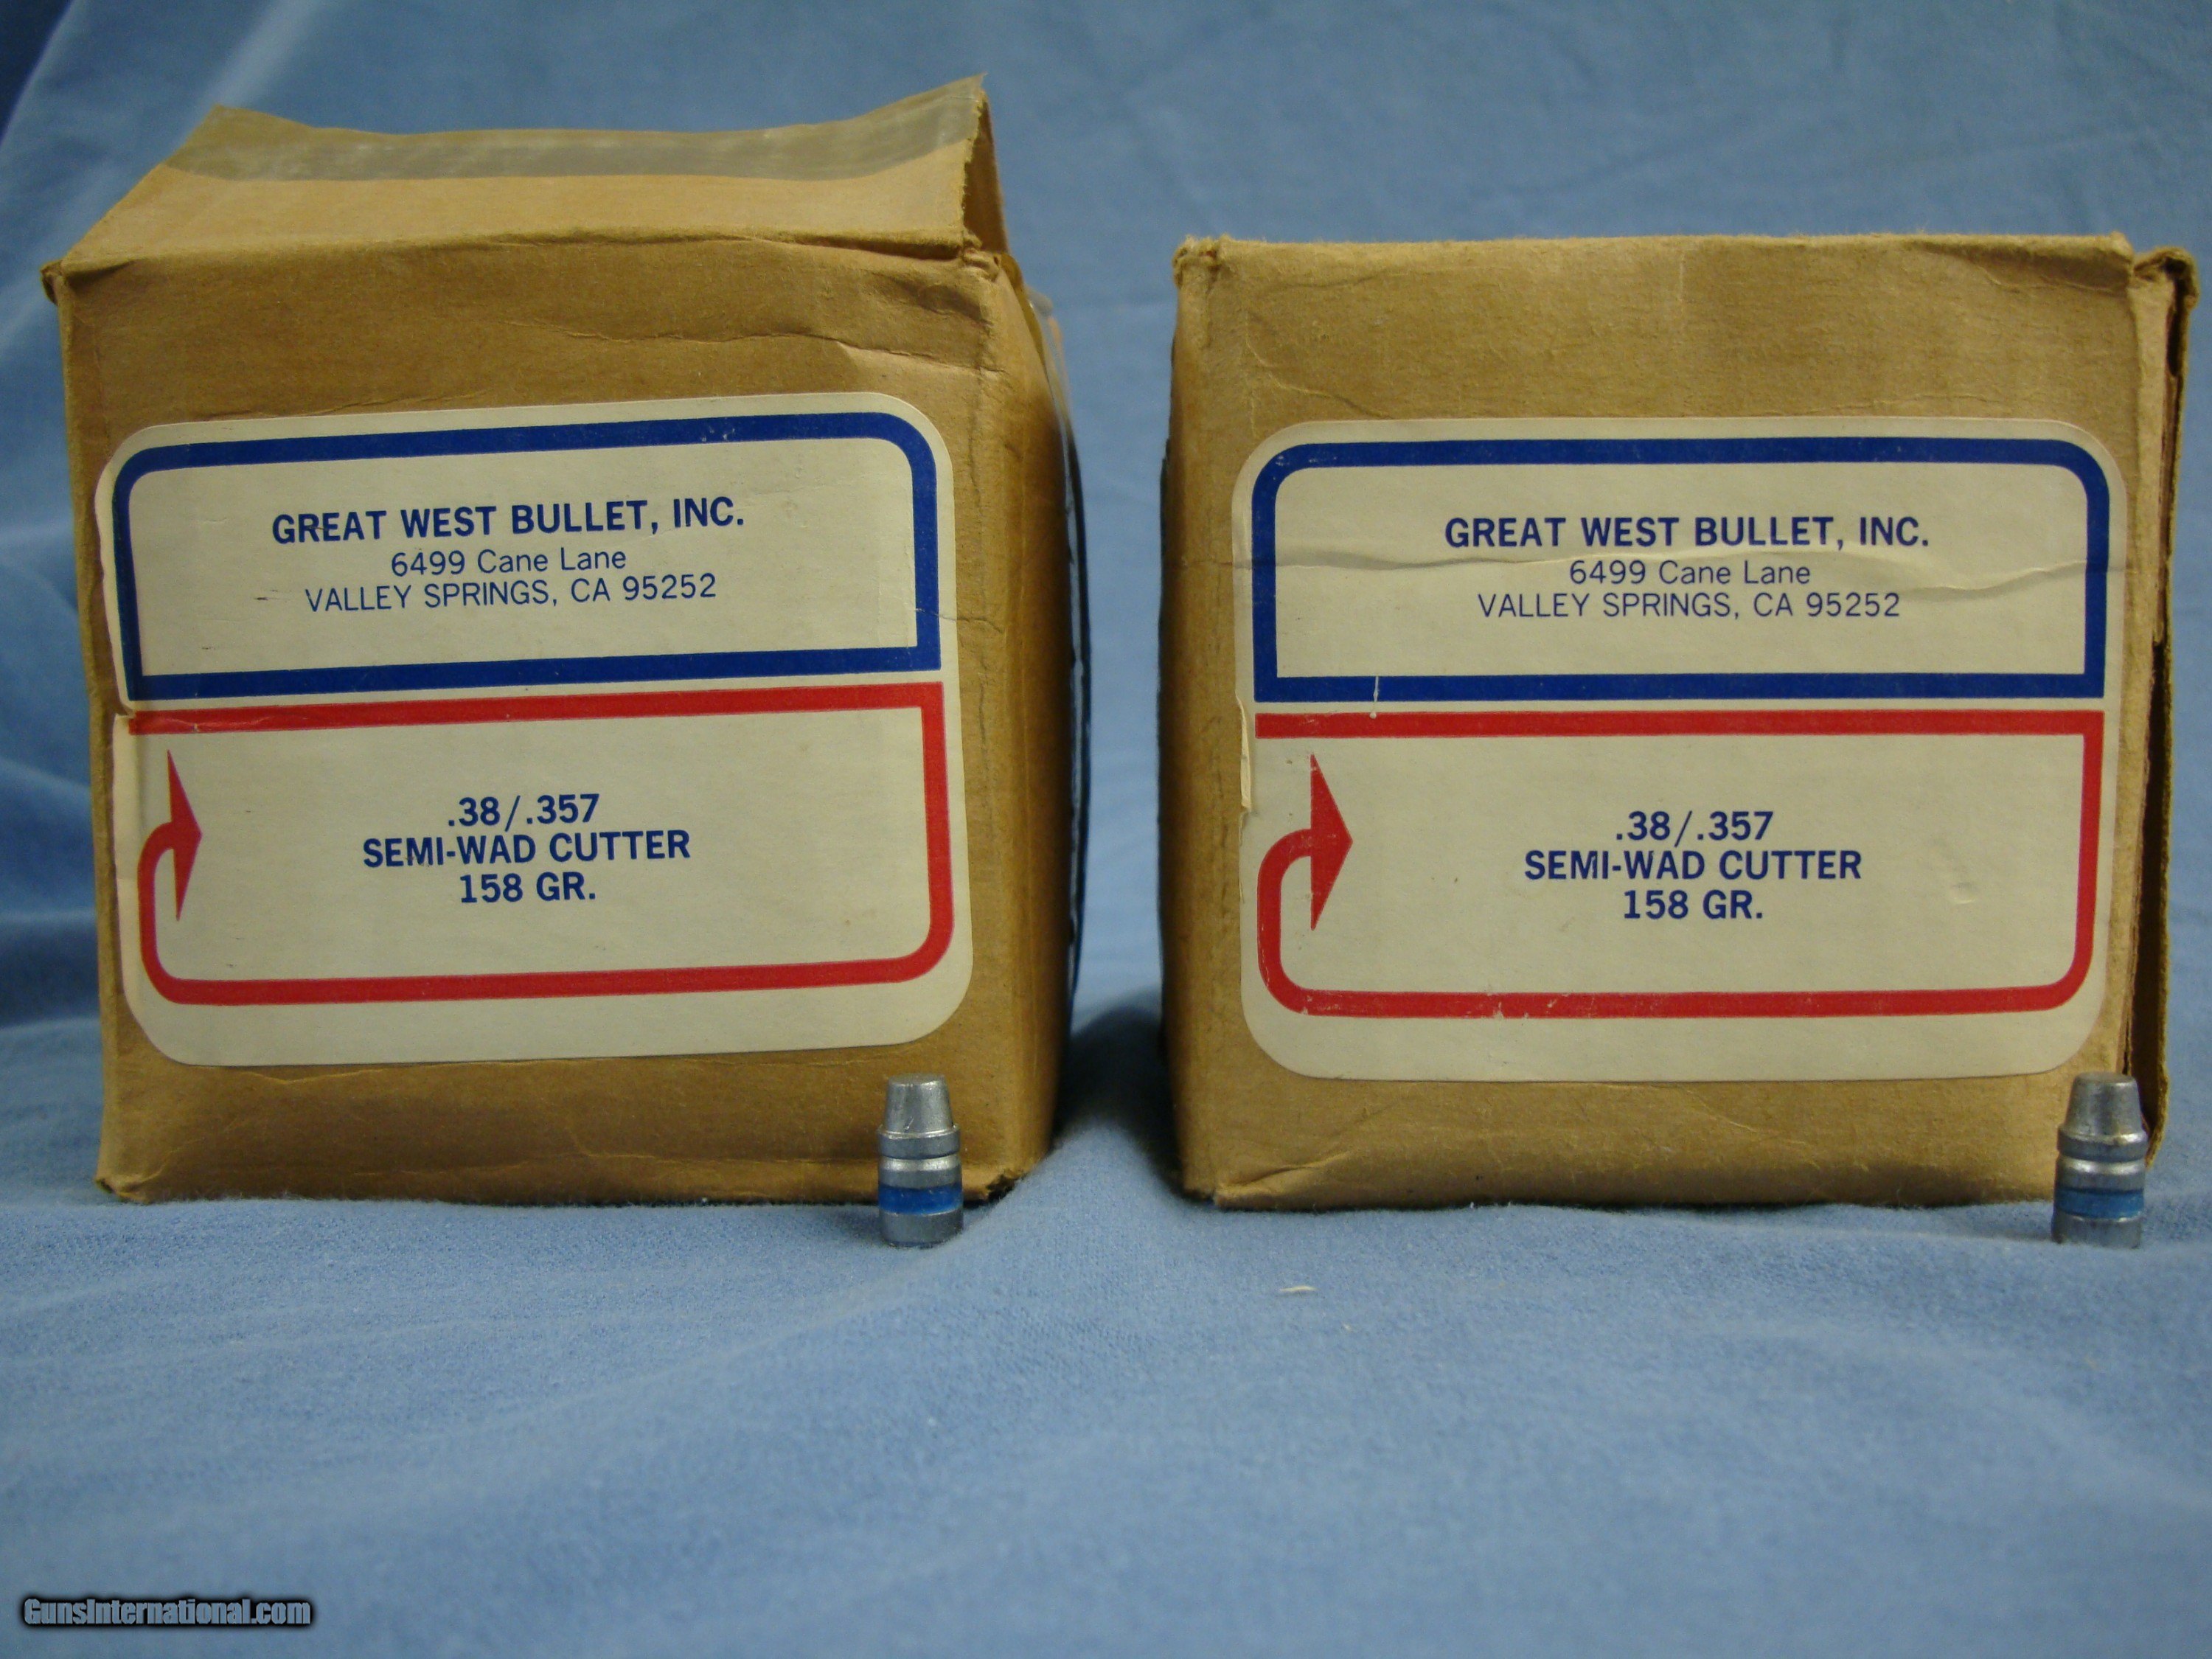 GREAT WEST BULLET, INC.
6499 Cane Lane
VALLEY SPRINGS, CA 95252
.38/.357
SEMI-WAD CUTTER
158 GR.
GREAT WEST BULLET, INC.
6499 Cane Lane
VALLEY SPRINGS, CA 95252
.38/.357
SEMI-WAD CUTTER
158 GR.
GunsInternational.com